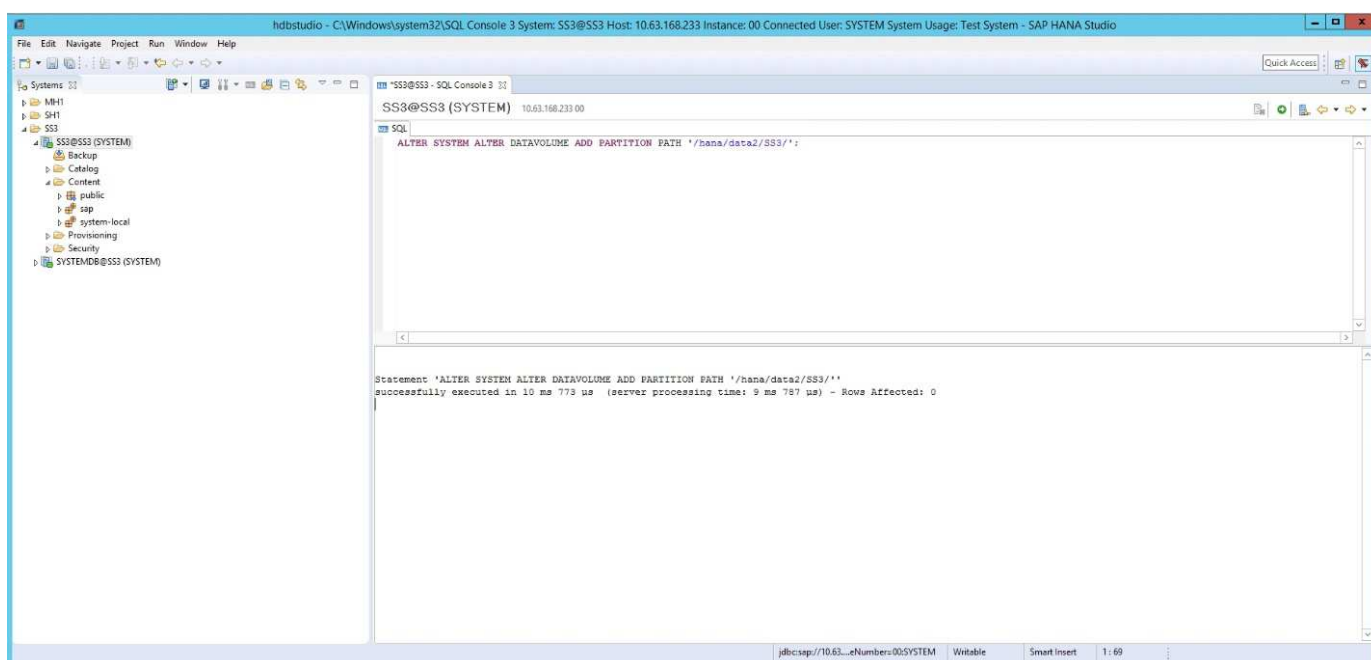 hdbstudio - C:\Windows\system32\SQL Console 3 System: SS3@SS3 Host: 10.63.168.233 Instance: 00 Connected User: SYSTEM System Usage: Test System - SAP HANA Studio
File Edit Navigate Project Run Window Help
Quick Access
Systems
MH1
SH1
SS3
SS3@SS3 (SYSTEM)
Backup
Catalog
Content
public
sap
system-local
Provisioning
Security
SYSTEMDB@SS3 (SYSTEM)
*SS3@SS3 - SQL Console 3
SS3@SS3 (SYSTEM) 10.63.168.233 00
SQL
ALTER SYSTEM ALTER DATAVOLUME ADD PARTITION PATH '/hana/data2/SS3/';
Statement 'ALTER SYSTEM ALTER DATAVOLUME ADD PARTITION PATH '/hana/data2/SS3/''
successfully executed in 10 ms 773 µs (server processing time: 9 ms 787 µs) - Rows Affected: 0
jdbc:sap://10.63....eNumber=00:SYSTEM Writable Smart Insert 1 : 69